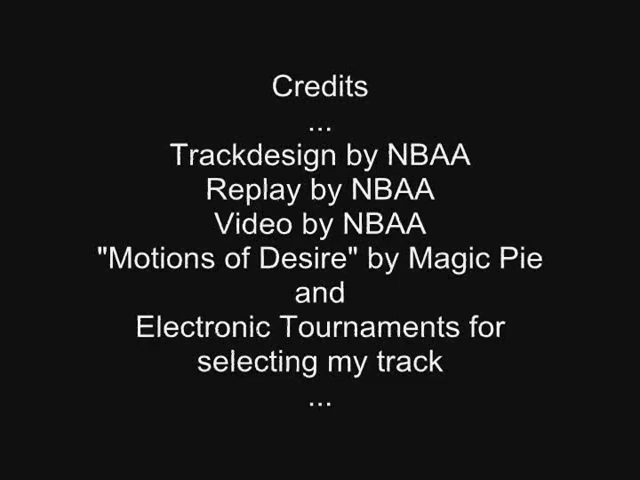 Credits
...
Trackdesign by NBAA
Replay by NBAA
Video by NBAA
"Motions of Desire" by Magic Pie
and
Electronic Tournaments for
selecting my track
...